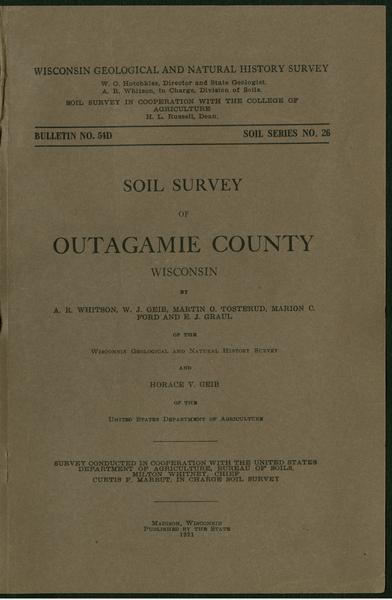 WISCONSIN GEOLOGICAL AND NATURAL HISTORY SURVEY
W. O. Hotchkiss, Director and State Geologist.
A. R. Whitson, In Charge, Division of Soils.
SOIL SURVEY IN COOPERATION WITH THE COLLEGE OF
AGRICULTURE
H. L. Russell, Dean.
BULLETIN NO. 54D SOIL SERIES NO. 26
SOIL SURVEY
OF
OUTAGAMIE COUNTY
WISCONSIN
BY
A. R. WHITSON, W. J. GEIB, MARTIN O. TOSTERUD, MARION C.
FORD AND E. J. GRAUL
OF THE
WISCONSIN GEOLOGICAL AND NATURAL HISTORY SURVEY
AND
HORACE V. GEIB
OF THE
UNITED STATES DEPARTMENT OF AGRICULTURE
SURVEY CONDUCTED IN COOPERATION WITH THE UNITED STATES
DEPARTMENT OF AGRICULTURE, BUREAU OF SOILS,
MILTON WHITNEY, CHIEF
CURTIS F. MARBUT, IN CHARGE SOIL SURVEY
MADISON, WISCONSIN
PUBLISHED BY THE STATE
1921